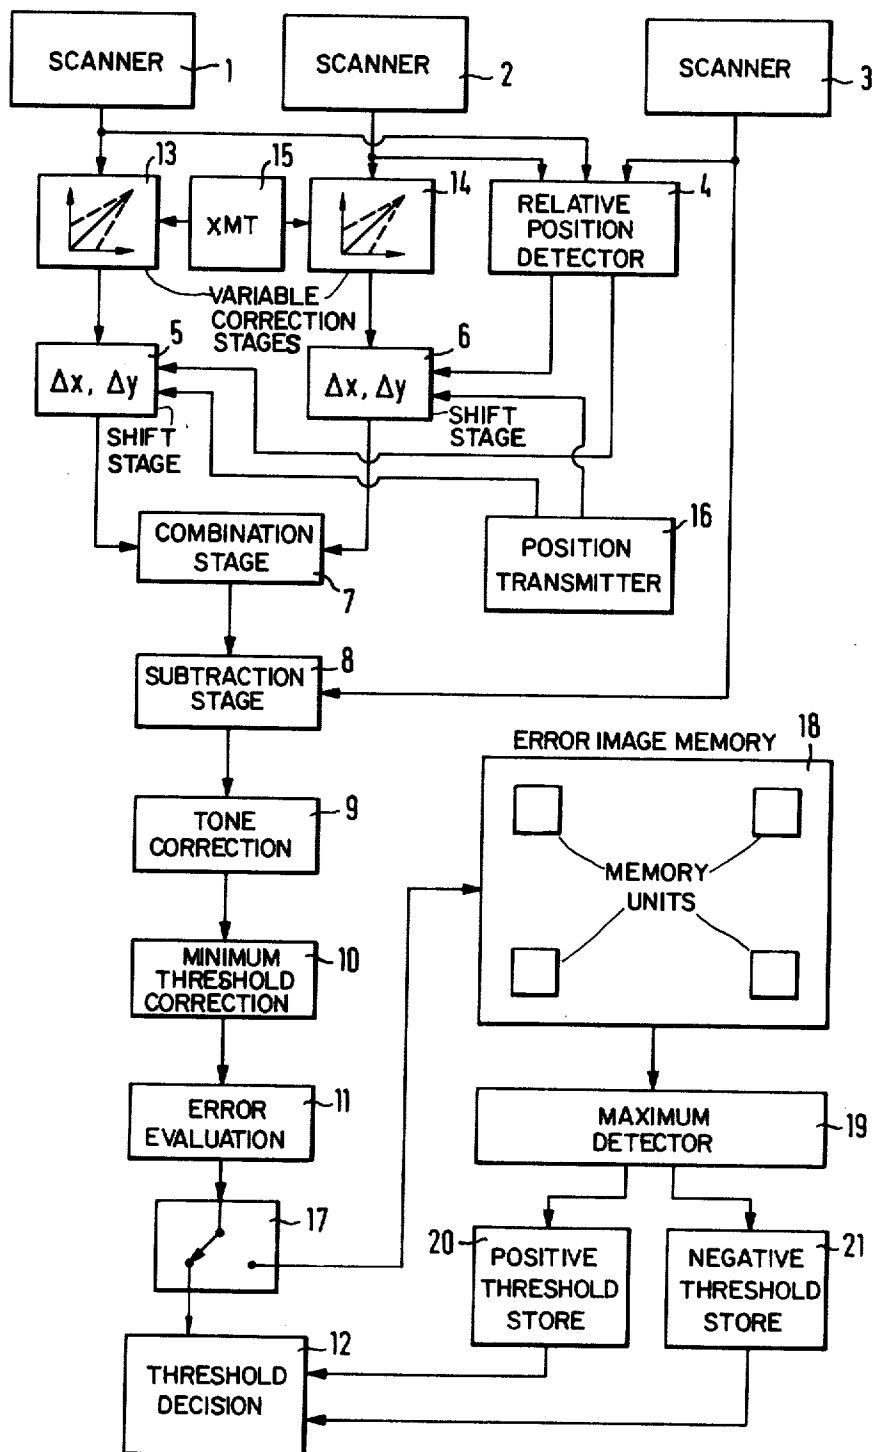 SCANNER
1
SCANNER
2
SCANNER
3
13
15
14
4
XMT
RELATIVE
POSITION
DETECTOR
VARIABLE
CORRECTION
STAGES
5
6
Δx, Δy
Δx, Δy
SHIFT
STAGE
SHIFT
STAGE
16
COMBINATION
STAGE
7
POSITION
TRANSMITTER
8
SUBTRACTION
STAGE
ERROR IMAGE MEMORY
18
9
TONE
CORRECTION
MEMORY
UNITS
10
MINIMUM
THRESHOLD
CORRECTION
11
ERROR
EVALUATION
MAXIMUM
DETECTOR
19
17
20
POSITIVE
THRESHOLD
STORE
21
NEGATIVE
THRESHOLD
STORE
12
THRESHOLD
DECISION